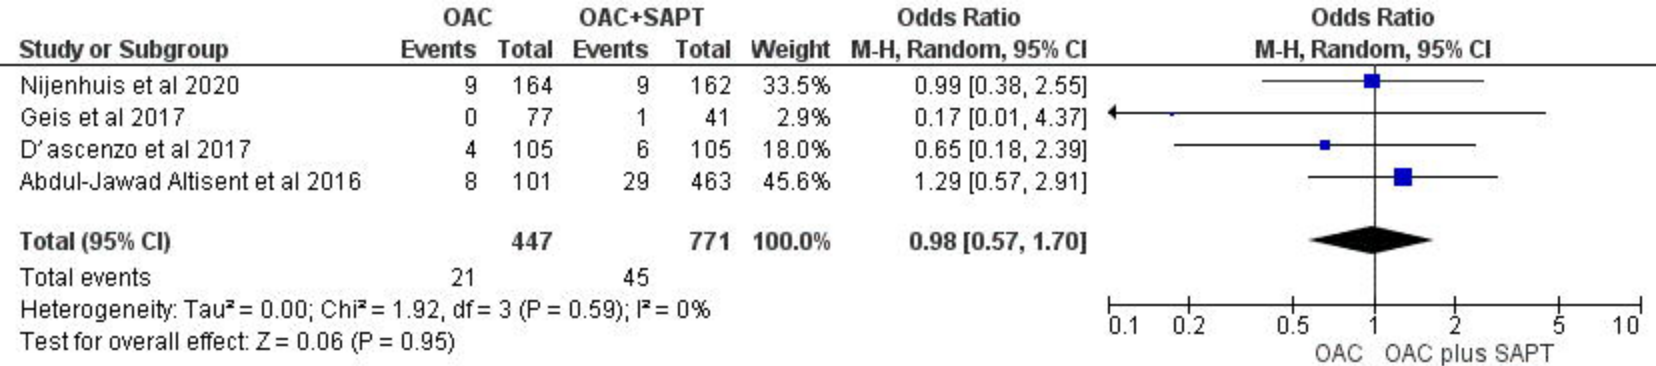 OAC OAC+SAPT Odds Ratio Odds Ratio
Study or Subgroup Events Total Events Total Weight M-H, Random, 95% CI M-H, Random, 95% CI
Nijenhuis et al 2020 9 164 9 162 33.5% 0.99 [0.38, 2.55]
Geis et al 2017 0 77 1 41 2.9% 0.17 [0.01, 4.37]
D'ascenzo et al 2017 4 105 6 105 18.0% 0.65 [0.18, 2.39]
Abdul-Jawad Altisent et al 2016 8 101 29 463 45.6% 1.29 [0.57, 2.91]
Total (95% CI) 447 771 100.0% 0.98 [0.57, 1.70]
Total events 21 45
Heterogeneity: Tau² = 0.00; Chi² = 1.92, df = 3 (P = 0.59); I² = 0%
Test for overall effect: Z = 0.06 (P = 0.95)
0.1 0.2 0.5 1 2 5 10
OAC OAC plus SAPT